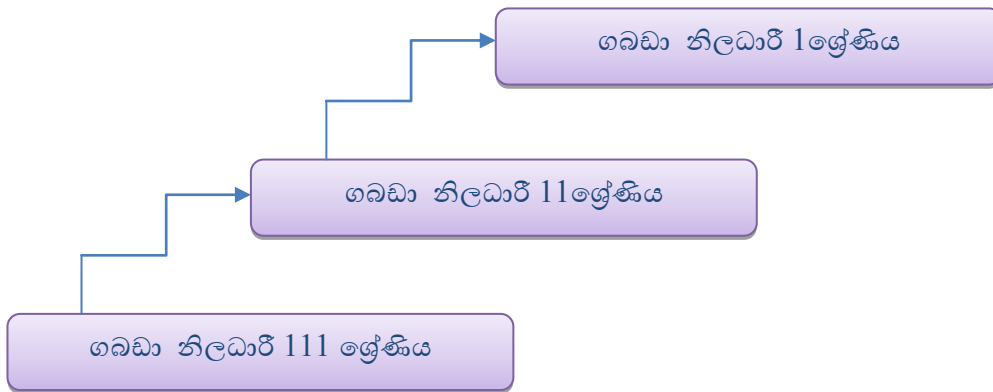 ගබඩා නිලධාරී 1ශ්‍රේණිය
ගබඩා නිලධාරී 11ශ්‍රේණිය
ගබඩා නිලධාරී 111 ශ්‍රේණිය